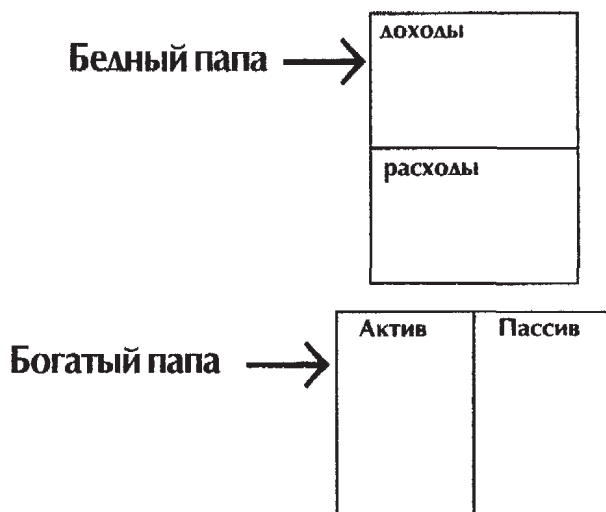 доходы
Бедный папа
расходы
Актив Пассив
Богатый папа